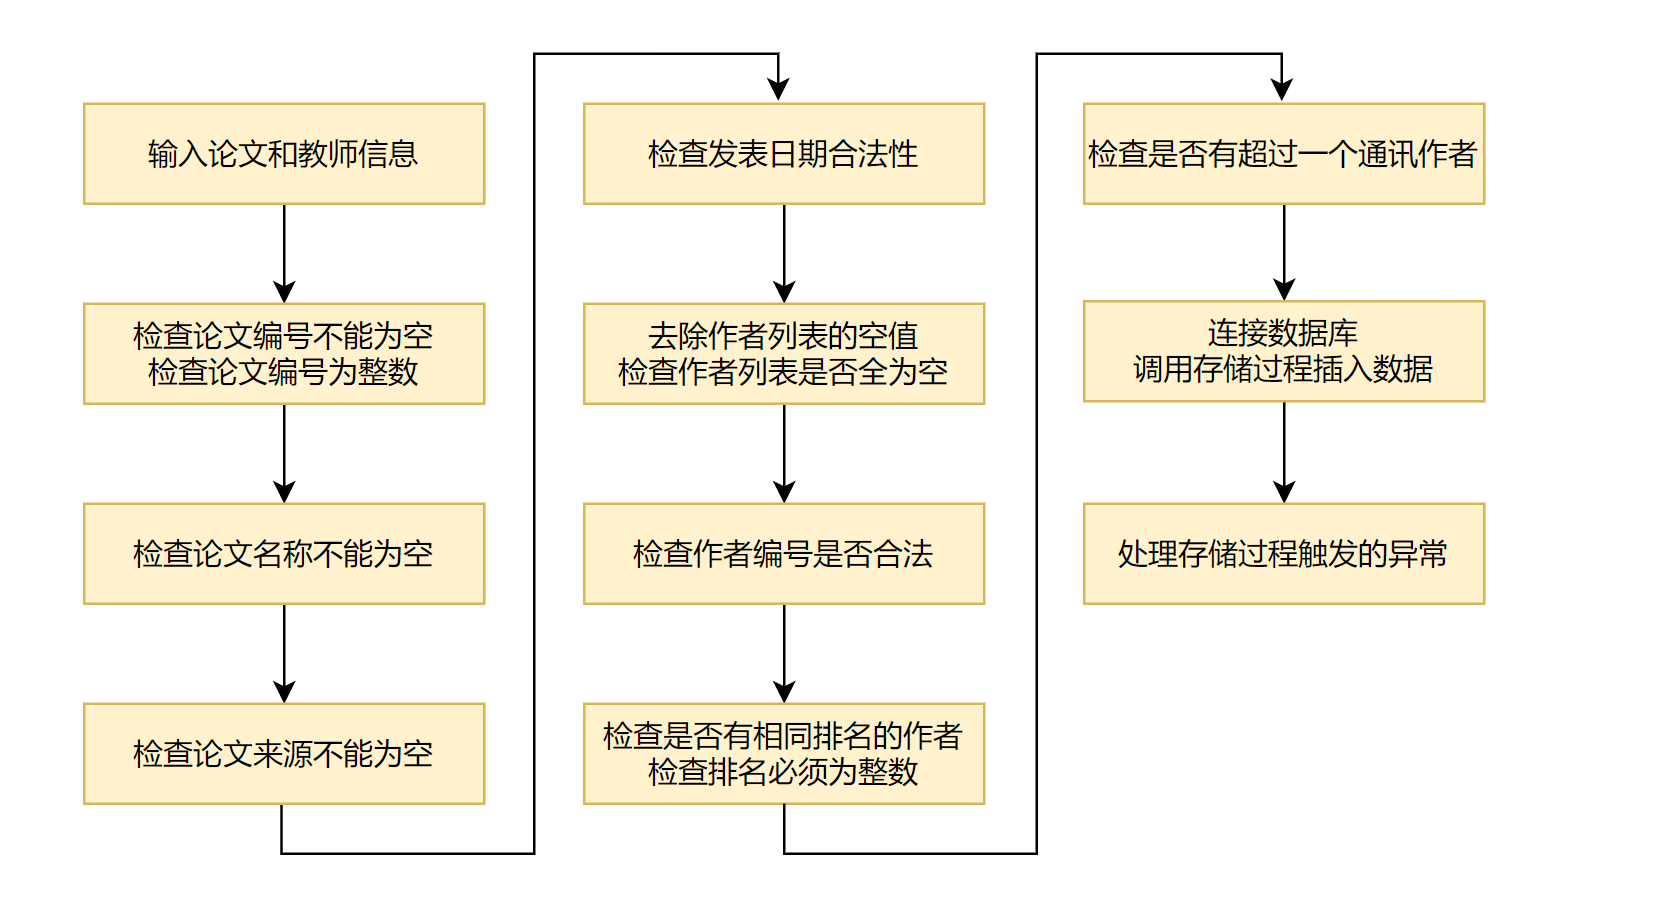 输入论文和教师信息
检查论文编号不能为空
检查论文编号为整数
检查论文名称不能为空
检查论文来源不能为空
检查发表日期合法性
去除作者列表的空值
检查作者列表是否全为空
检查作者编号是否合法
检查是否有相同排名的作者
检查排名必须为整数
检查是否有超过一个通讯作者
连接数据库
调用存储过程插入数据
处理存储过程触发的异常